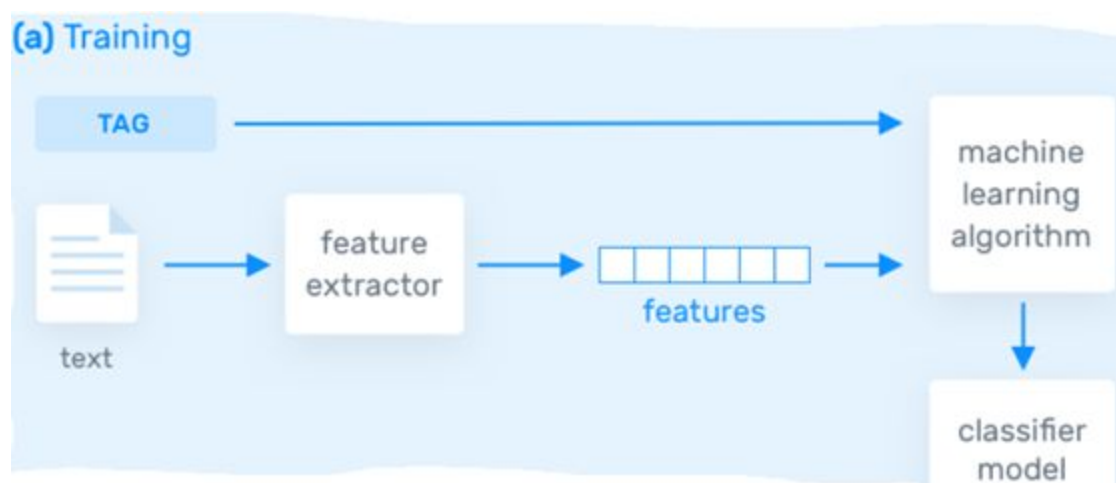 (a) Training
TAG
machine
learning
algorithm
feature
extractor
features
text
classifier
model